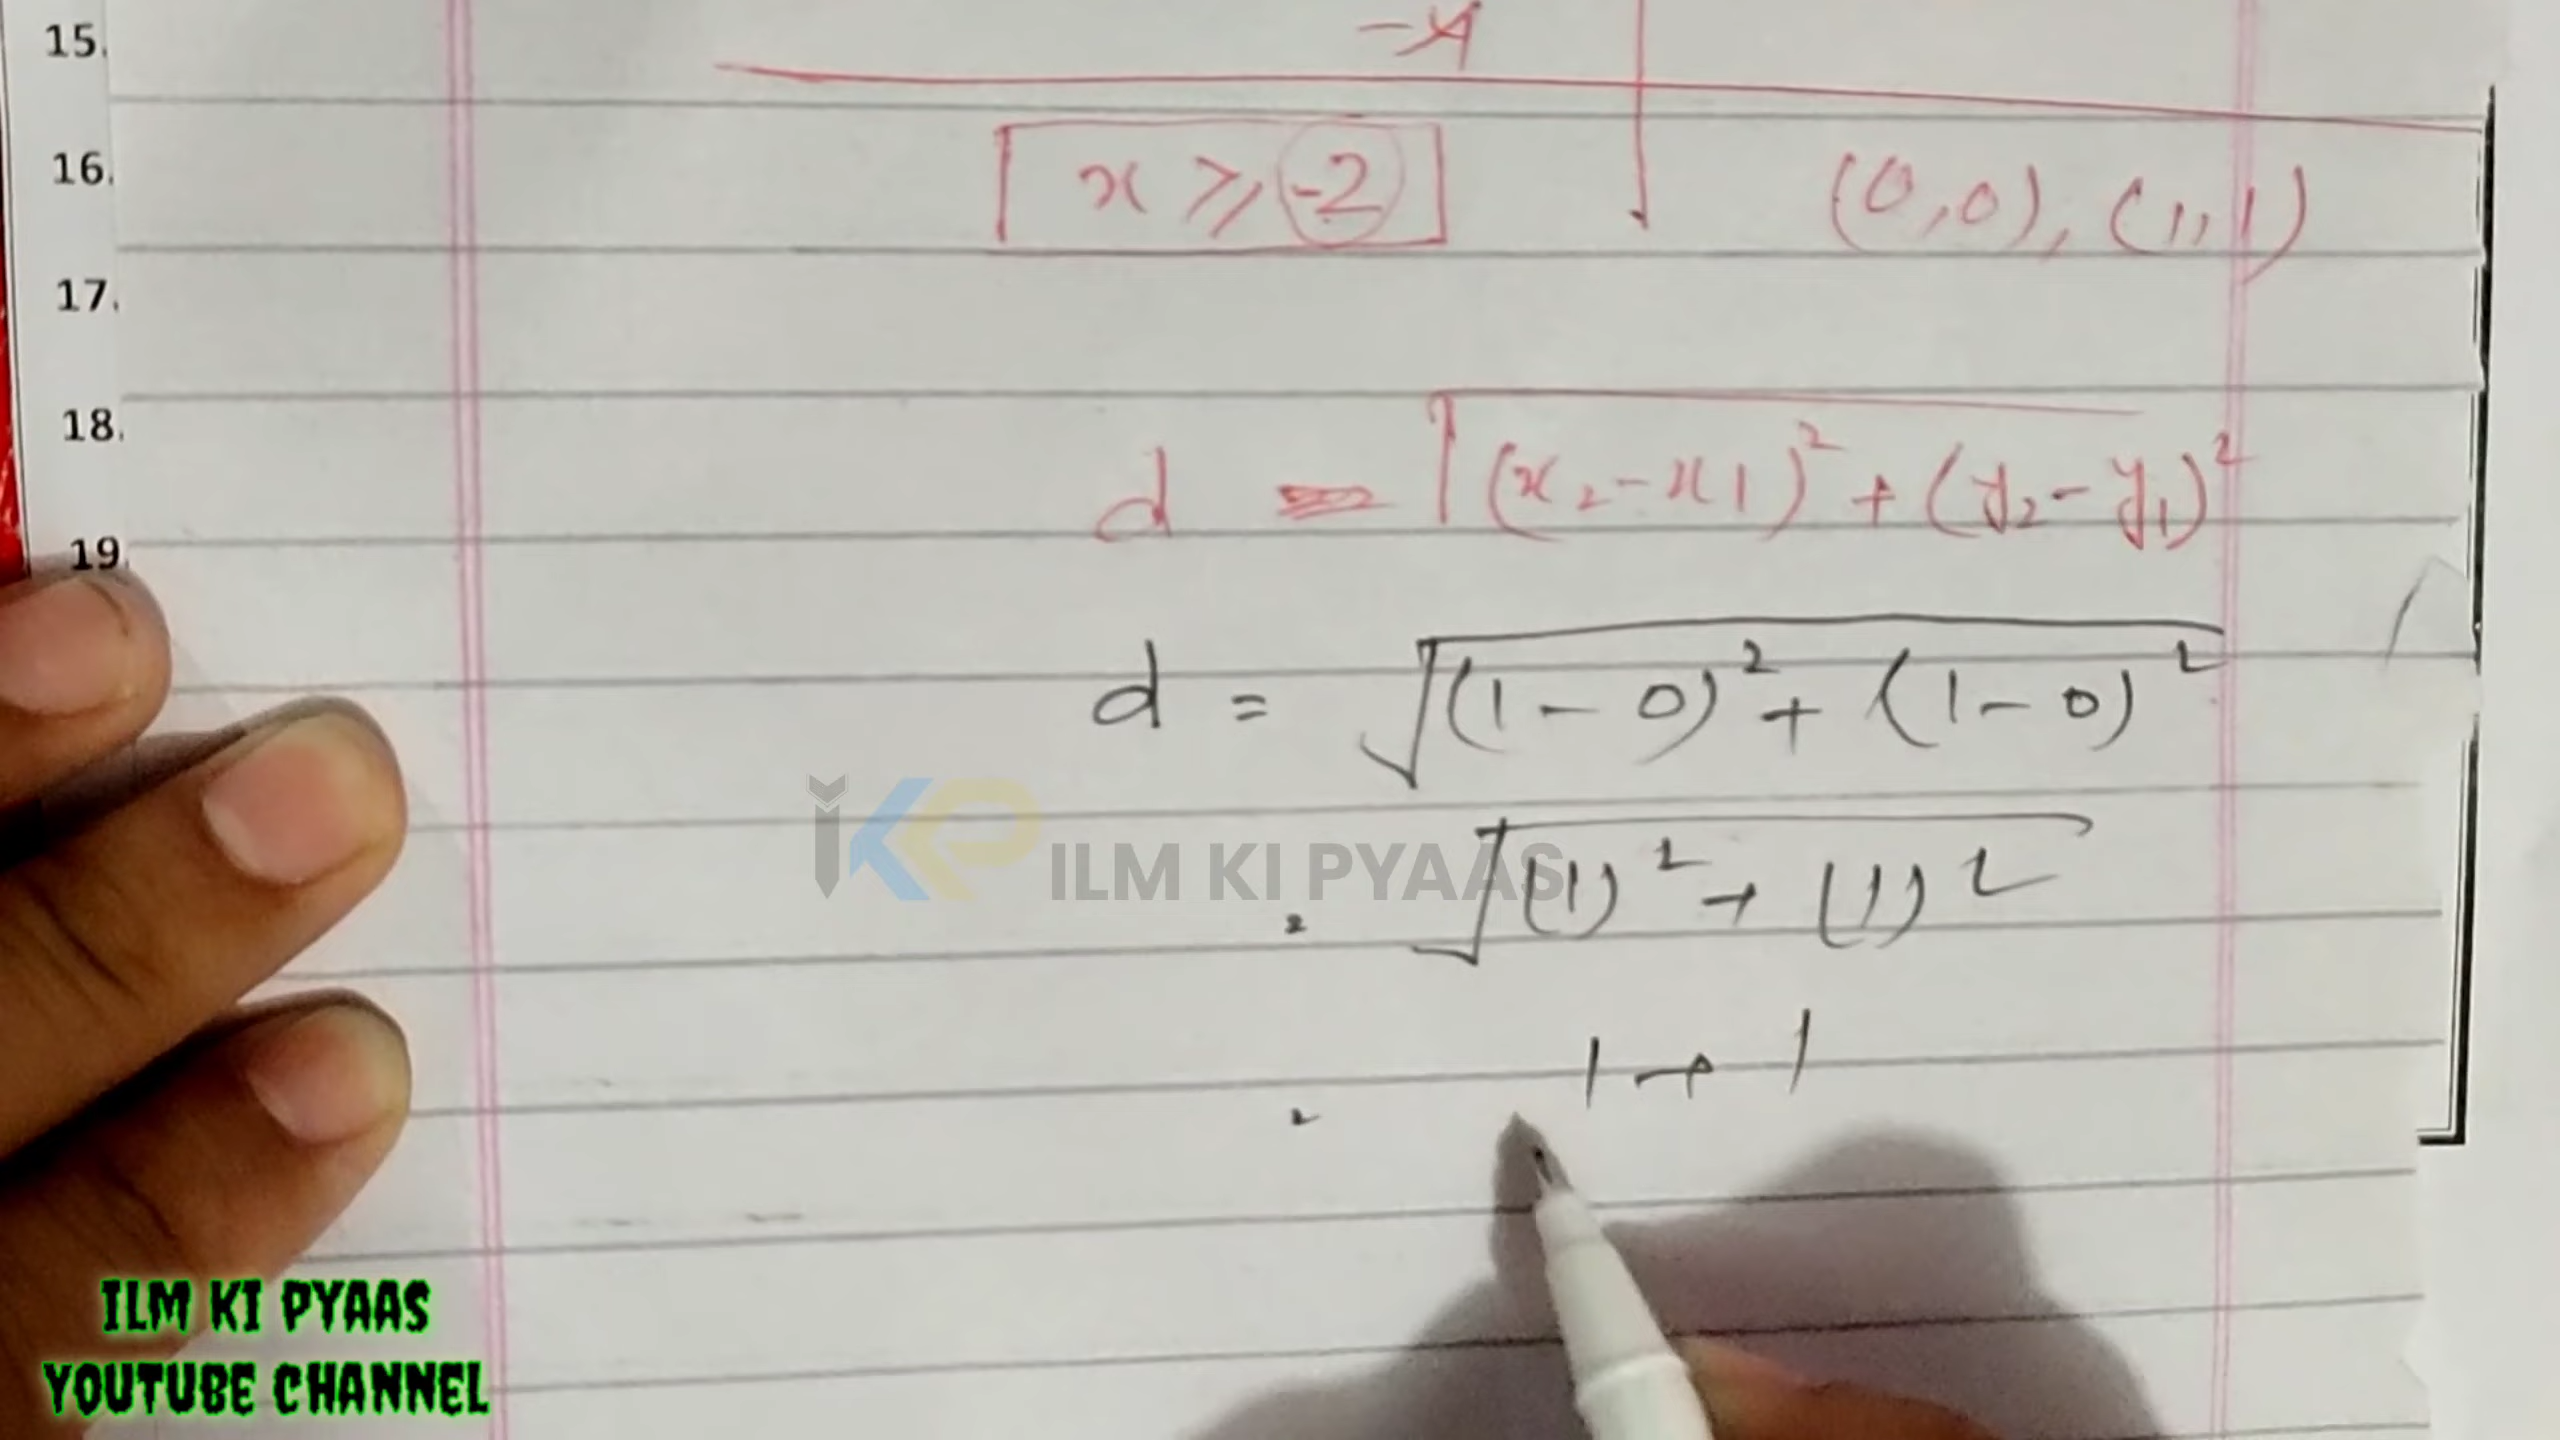 15.
-4
16.
x ≥ -2
(0,0), (1,1)
17.
18.
d = √(x₂-x₁)² + (y₂-y₁)²
19.
d = √(1-0)² + (1-0)²
= √(1)² + (1)²
ILM KI PYAAS
= 1 + 1
ILM KI PYAAS
YOUTUBE CHANNEL